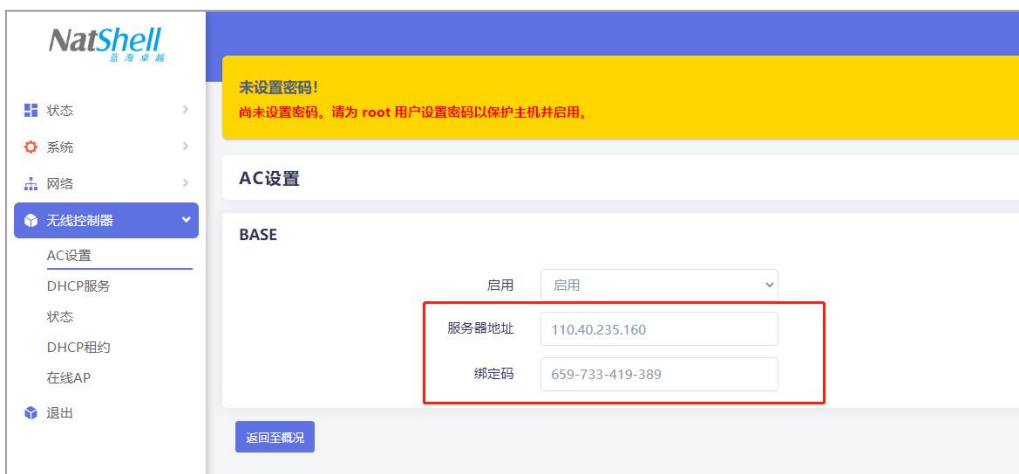 NatShell
蓝海卓越
状态
系统
网络
无线控制器
AC设置
DHCP服务
状态
DHCP租约
在线AP
退出
未设置密码!
尚未设置密码。请为 root 用户设置密码以保护主机并启用。
AC设置
BASE
启用 启用
服务器地址 110.40.235.160
绑定码 659-733-419-389
返回至概况